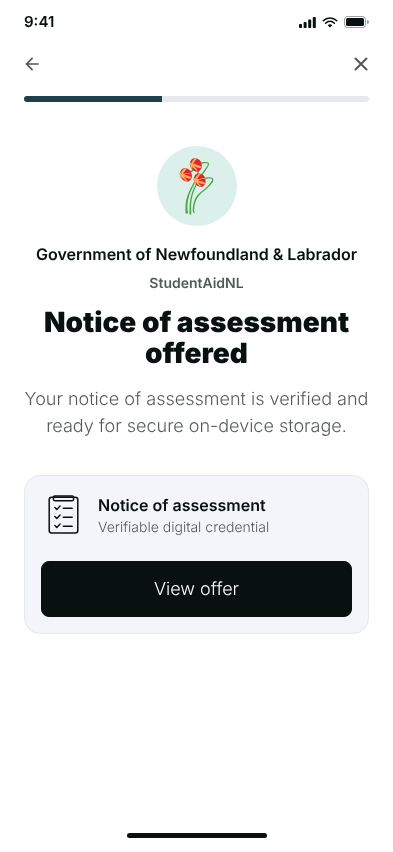 9:41
Government of Newfoundland & Labrador
StudentAidNL
Notice of assessment
offered
Your notice of assessment is verified and
ready for secure on-device storage.
Notice of assessment
Verifiable digital credential
View offer